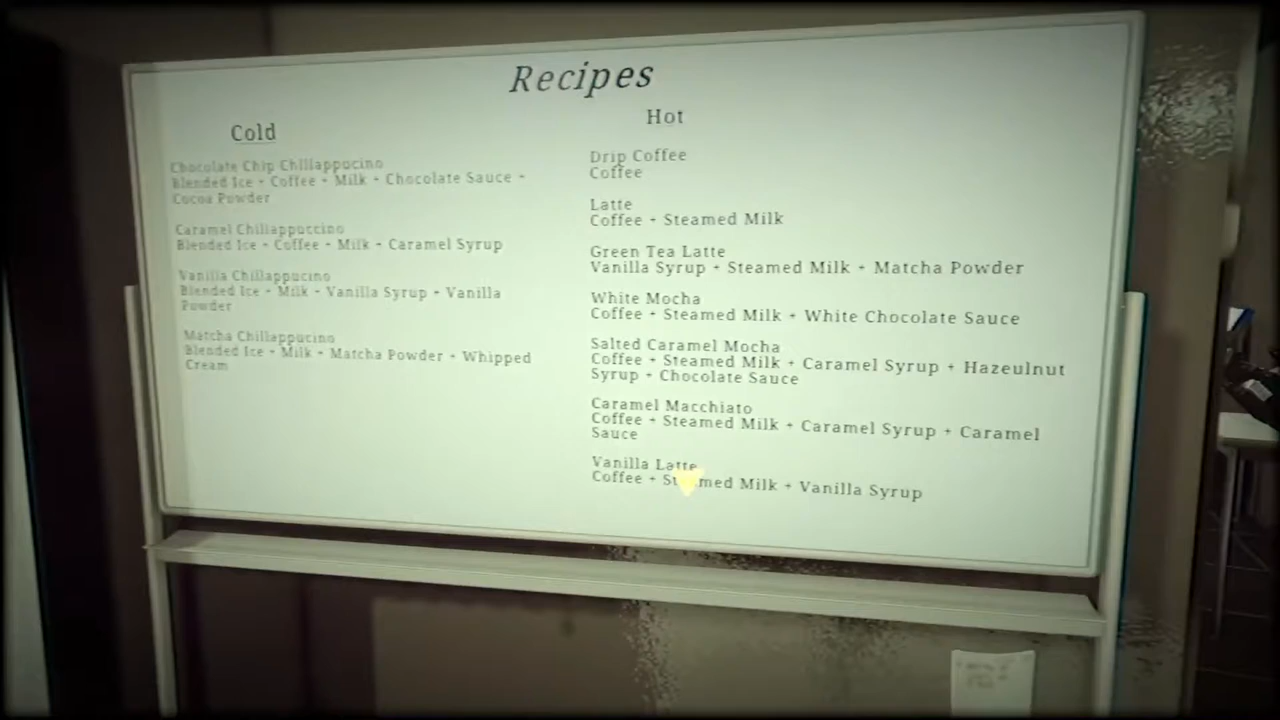 Recipes
Cold
Chocolate Chip Chillappucino
Blended Ice + Coffee + Milk + Chocolate Sauce +
Cocoa Powder
Caramel Chillappuccino
Blended Ice + Coffee + Milk + Caramel Syrup
Vanilla Chillappucino
Blended Ice + Milk + Vanilla Syrup + Vanilla
Powder
Matcha Chillappucino
Blended Ice + Milk + Matcha Powder + Whipped
Cream
Hot
Drip Coffee
Coffee
Latte
Coffee + Steamed Milk
Green Tea Latte
Vanilla Syrup + Steamed Milk + Matcha Powder
White Mocha
Coffee + Steamed Milk + White Chocolate Sauce
Salted Caramel Mocha
Coffee + Steamed Milk + Caramel Syrup + Hazeulnut
Syrup + Chocolate Sauce
Caramel Macchiato
Coffee + Steamed Milk + Caramel Syrup + Caramel
Sauce
Vanilla Latte
Coffee + Steamed Milk + Vanilla Syrup